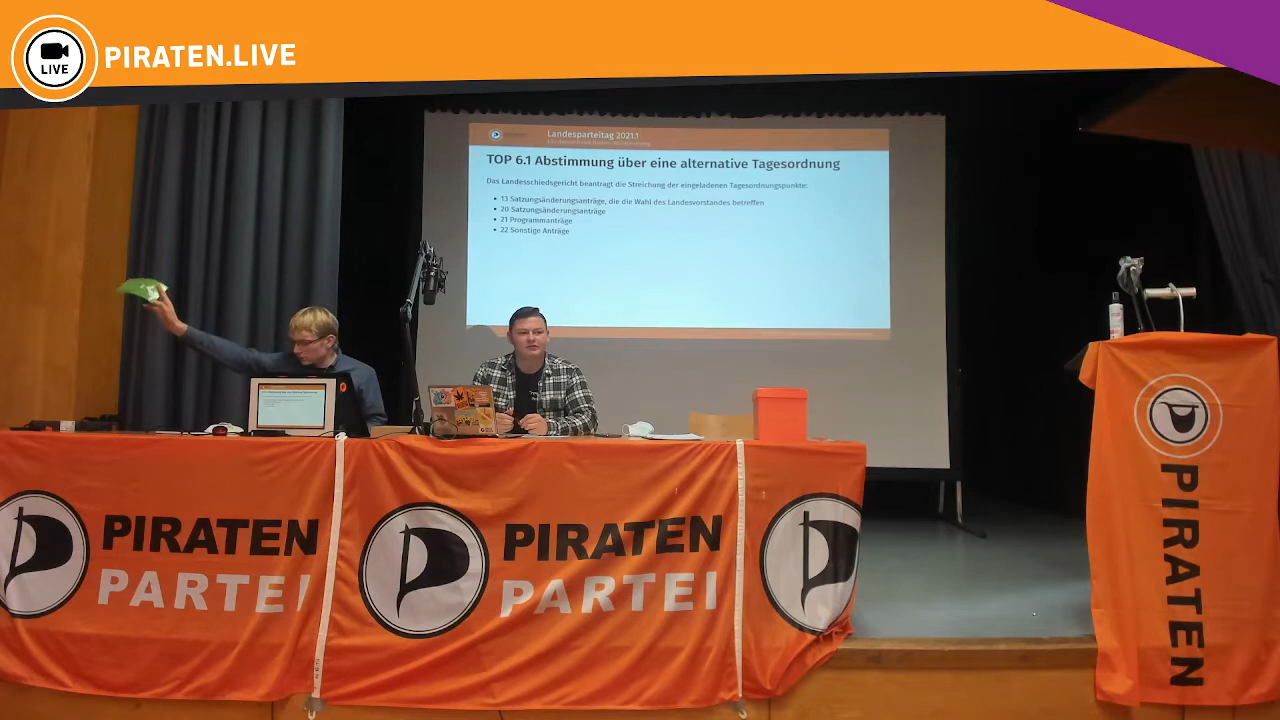 LIVE
PIRATEN.LIVE
Landesparteitag 2021.1
TOP 6.1 Abstimmung über eine alternative Tagesordnung
Das Landesschiedsgericht beantragt die Streichung der eingeladenen Tagesordnungspunkte:
• 13 Satzungsänderungsanträge, die die Wahl des Landesvorstandes betreffen
• 20 Satzungsänderungsanträge
• 21 Programmanträge
• 22 Sonstige Anträge
PIRATEN
PARTEI
PIRATEN
PARTEI
PIRATEN